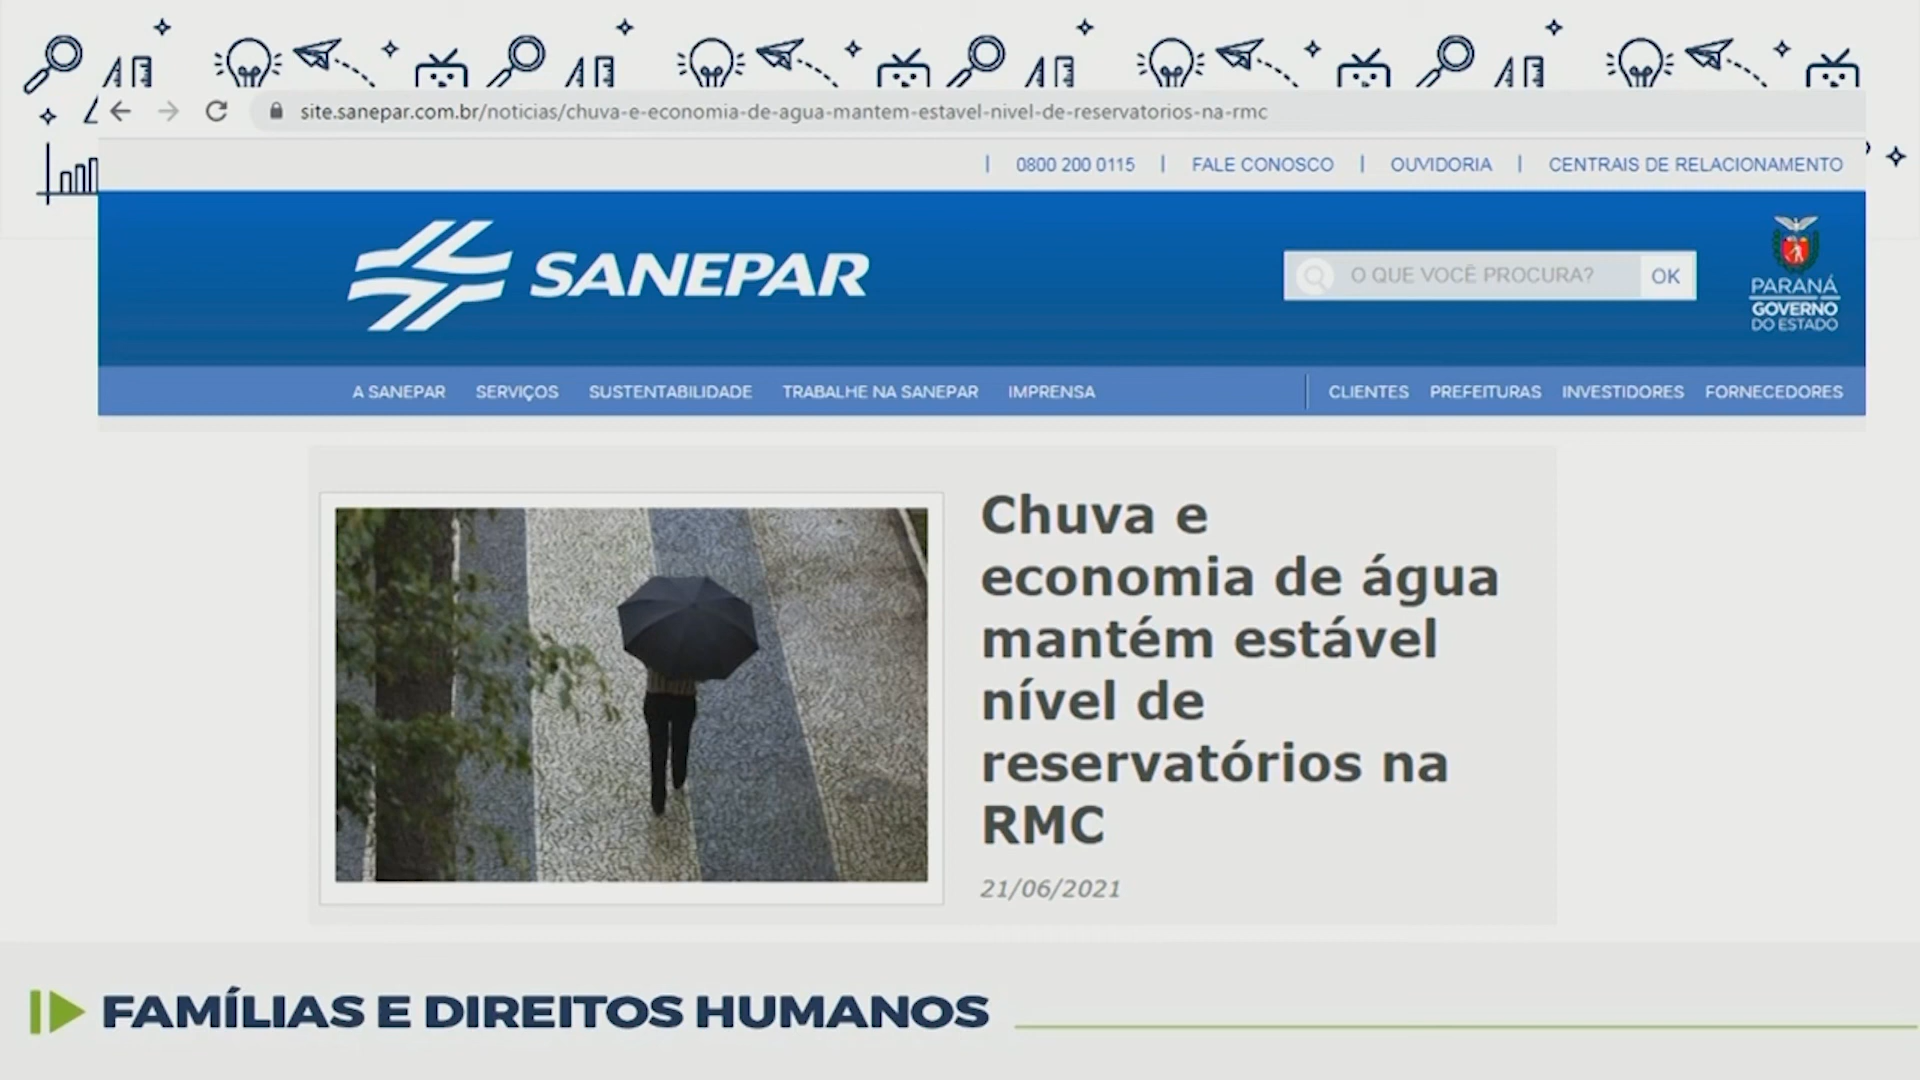 site.sanepar.com.br/noticias/chuva-e-economia-de-agua-mantem-estavel-nivel-de-reservatorios-na-rmc
| 0800 200 0115 | FALE CONOSCO | OUVIDORIA | CENTRAIS DE RELACIONAMENTO
SANEPAR
O QUE VOCÊ PROCURA? OK
PARANÁ
GOVERNO
DO ESTADO
A SANEPAR SERVIÇOS SUSTENTABILIDADE TRABALHE NA SANEPAR IMPRENSA
CLIENTES PREFEITURAS INVESTIDORES FORNECEDORES
Chuva e
economia de água
mantém estável
nível de
reservatórios na
RMC
21/06/2021
FAMÍLIAS E DIREITOS HUMANOS